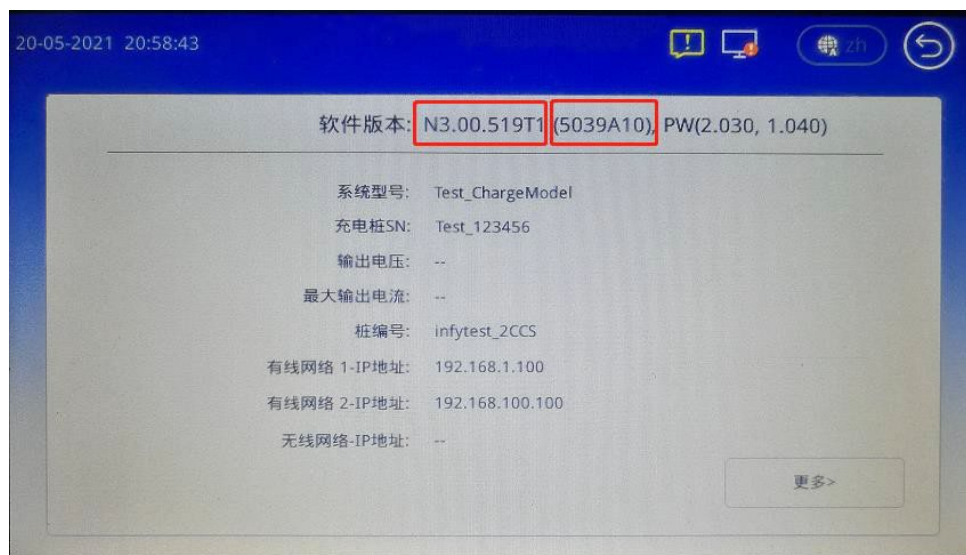 20-05-2021 20:58:43
zh
软件版本: N3.00.519T1 (5039A10), PW(2.030, 1.040)
系统型号: Test_ChargeModel
充电桩SN: Test_123456
输出电压: --
最大输出电流: --
桩编号: infytest_2CCS
有线网络 1-IP地址: 192.168.1.100
有线网络 2-IP地址: 192.168.100.100
无线网络-IP地址: --
更多>